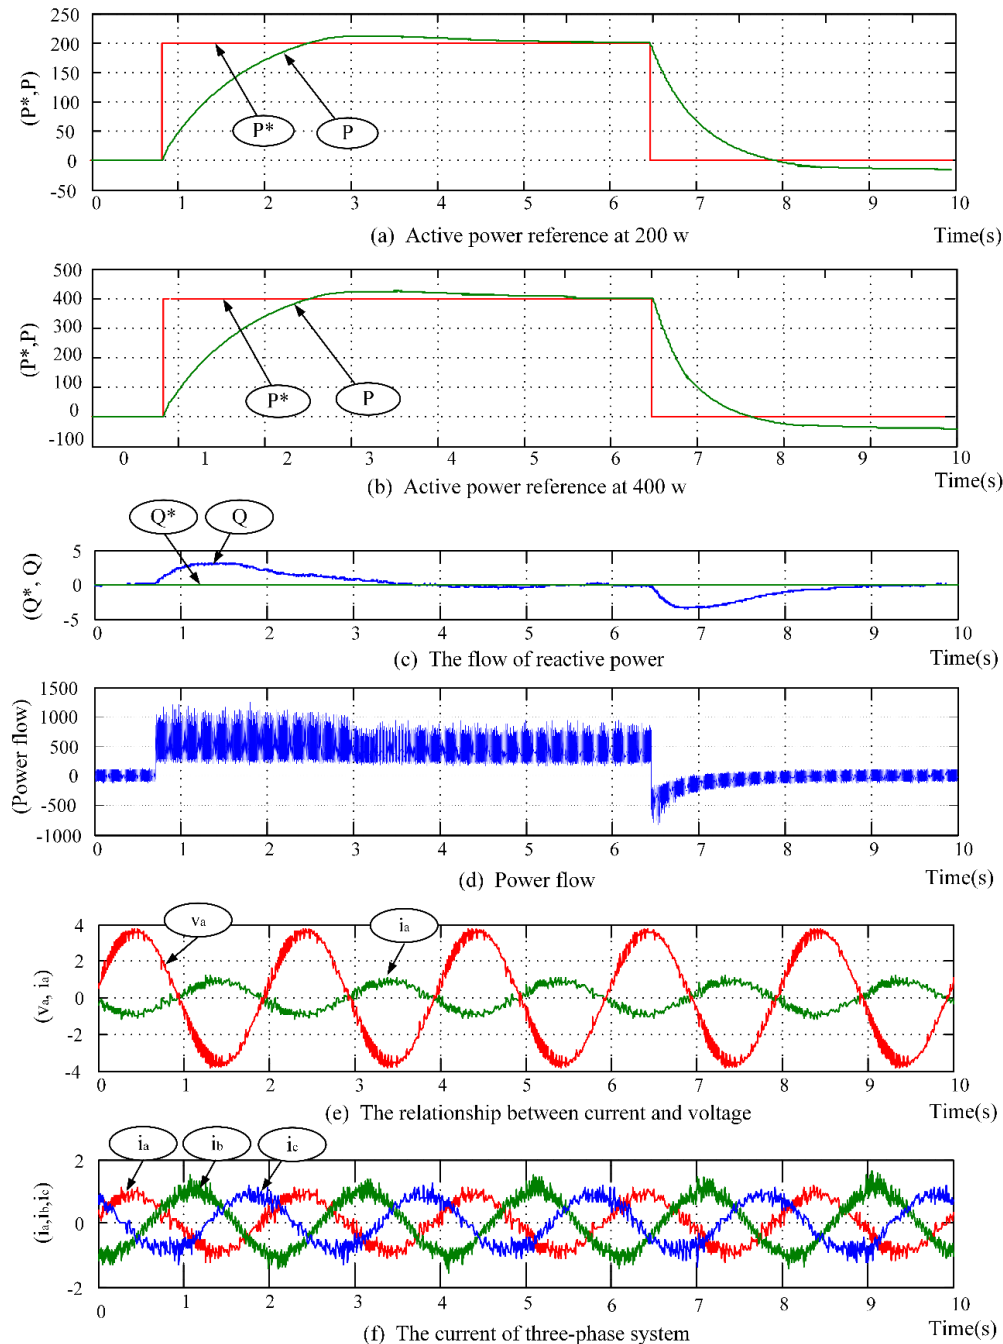 250
200
150
100
50
0
-50
(P*,P)
P*
P
0 1 2 3 4 5 6 7 8 9 10
(a) Active power reference at 200 w
Time(s)
500
400
300
200
100
0
-100
(P*,P)
P*
P
0 1 2 3 4 5 6 7 8 9 10
(b) Active power reference at 400 w
Time(s)
Q*
Q
5
0
-5
(Q*, Q)
0 1 2 3 4 5 6 7 8 9 10
(c) The flow of reactive power
Time(s)
1500
1000
500
0
-500
-1000
(Power flow)
0 1 2 3 4 5 6 7 8 9 10
(d) Power flow
Time(s)
va
ia
4
2
0
-2
-4
(va, ia)
0 1 2 3 4 5 6 7 8 9 10
(e) The relationship between current and voltage
Time(s)
ia
ib
ic
2
0
-2
(ia,ib,ic)
0 1 2 3 4 5 6 7 8 9 10
(f) The current of three-phase system
Time(s)